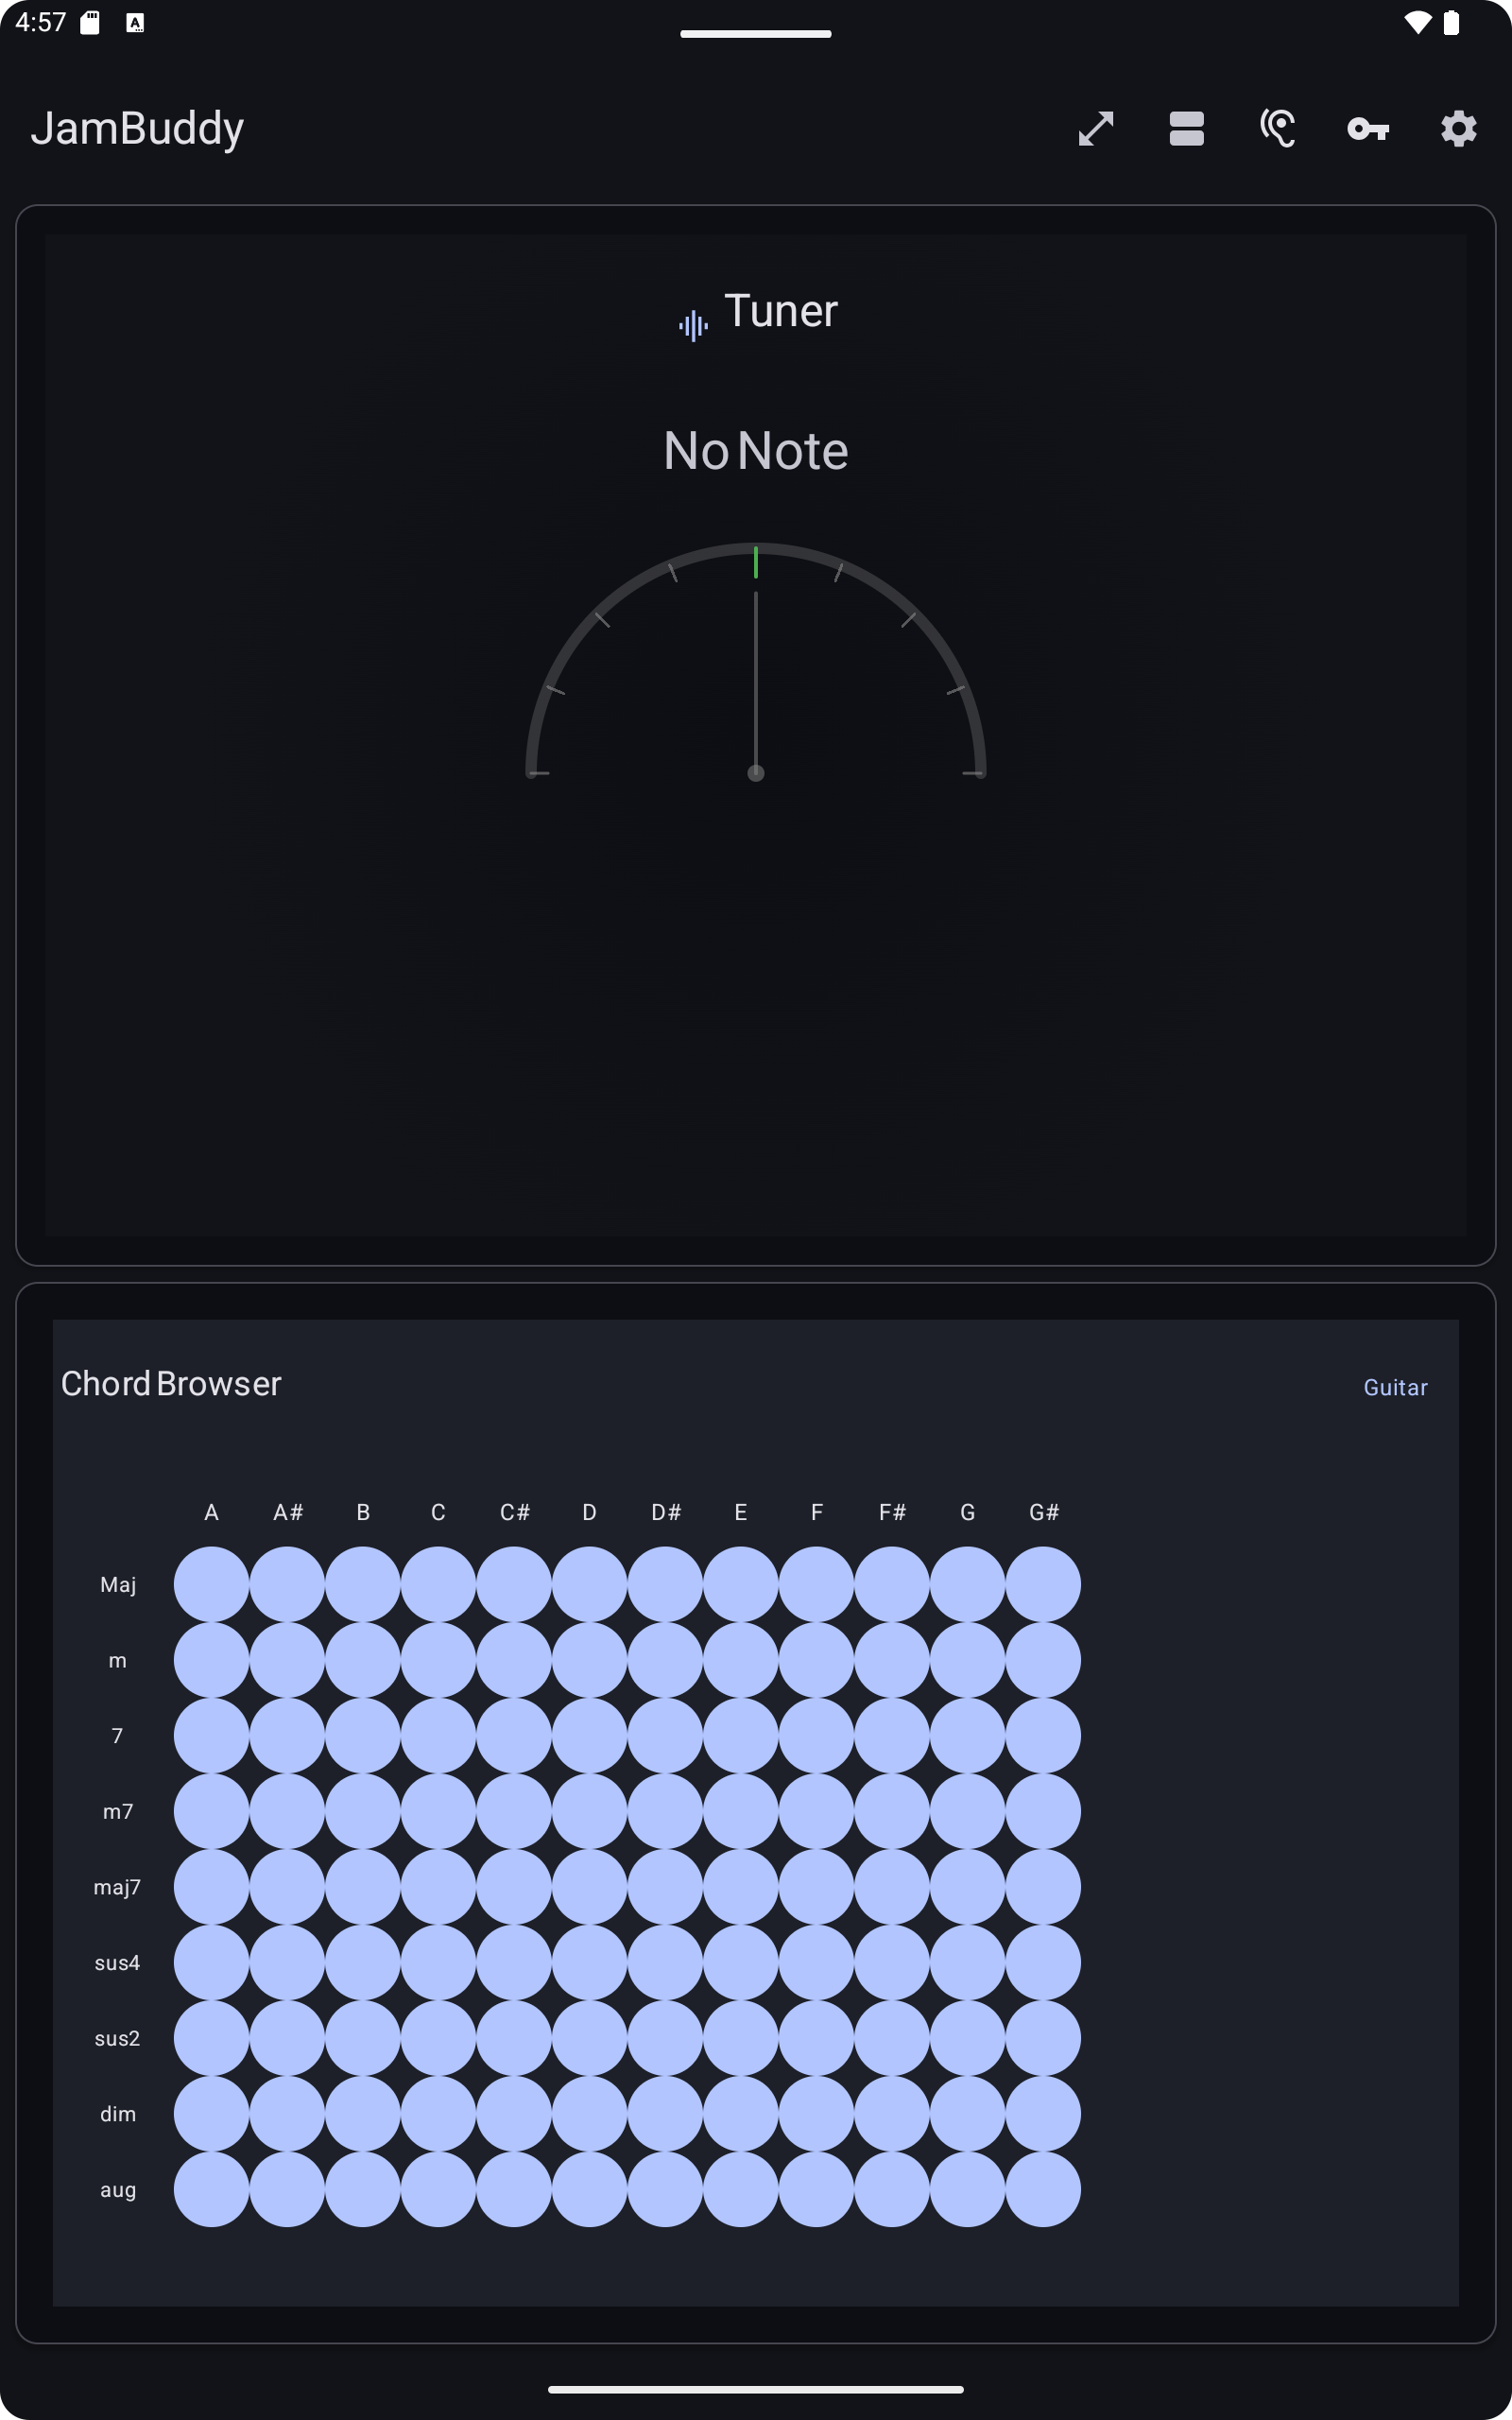 4:57
JamBuddy
Tuner
No Note
Chord Browser
Guitar
A A# B C C# D D# E F F# G G#
Maj
m
7
m7
maj7
sus4
sus2
dim
aug